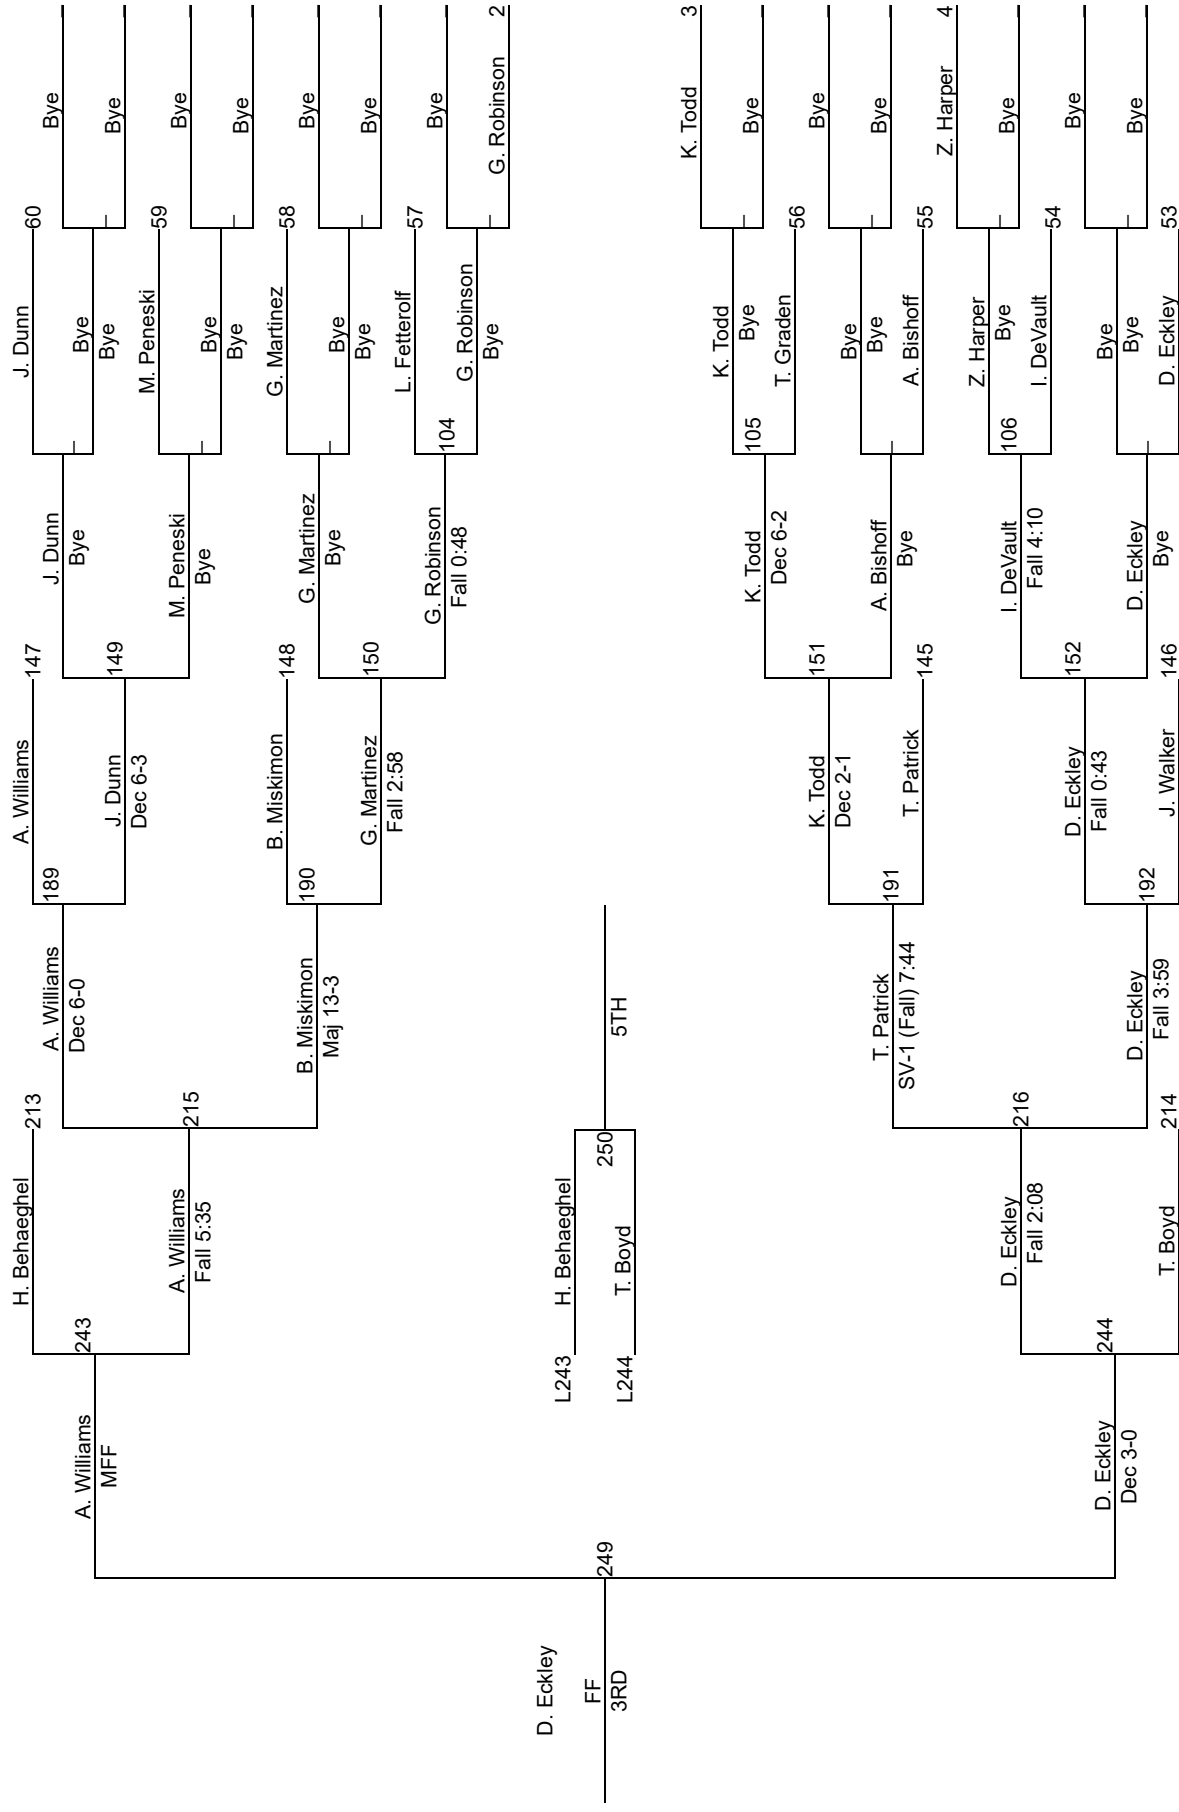 Bye
Bye
Bye
Bye
Bye
Bye
Bye
G. Robinson 2
K. Todd 3
Bye
Bye
Bye
Z. Harper 4
Bye
Bye
Bye
J. Dunn 60
Bye
Bye
M. Peneski 59
Bye
Bye
G. Martinez 58
Bye
Bye
L. Fetterolf 57
G. Robinson
Bye
K. Todd
Bye
T. Graden 56
Bye
Bye
A. Bishoff 55
Z. Harper
Bye
I. DeVault 54
Bye
Bye
D. Eckley 53
104
105
106
J. Dunn
Bye
M. Peneski
Bye
G. Martinez
Bye
G. Robinson
Fall 0:48
K. Todd
Dec 6-2
A. Bishoff
Bye
I. DeVault
Fall 4:10
D. Eckley
Bye
A. Williams 147
149
J. Dunn
Dec 6-3
B. Miskimon 148
150
G. Martinez
Fall 2:58
151
K. Todd
Dec 2-1
T. Patrick 145
152
D. Eckley
Fall 0:43
J. Walker 146
189
A. Williams
Dec 6-0
190
B. Miskimon
Maj 13-3
191
T. Patrick
SV-1 (Fall) 7:44
192
D. Eckley
Fall 3:59
H. Behaeghel 213
215
A. Williams
Fall 5:35
216
D. Eckley
Fall 2:08
T. Boyd 214
L243 H. Behaeghel
L244 T. Boyd
250
5TH
243
A. Williams
MFF
244
D. Eckley
Dec 3-0
249
D. Eckley
FF
3RD